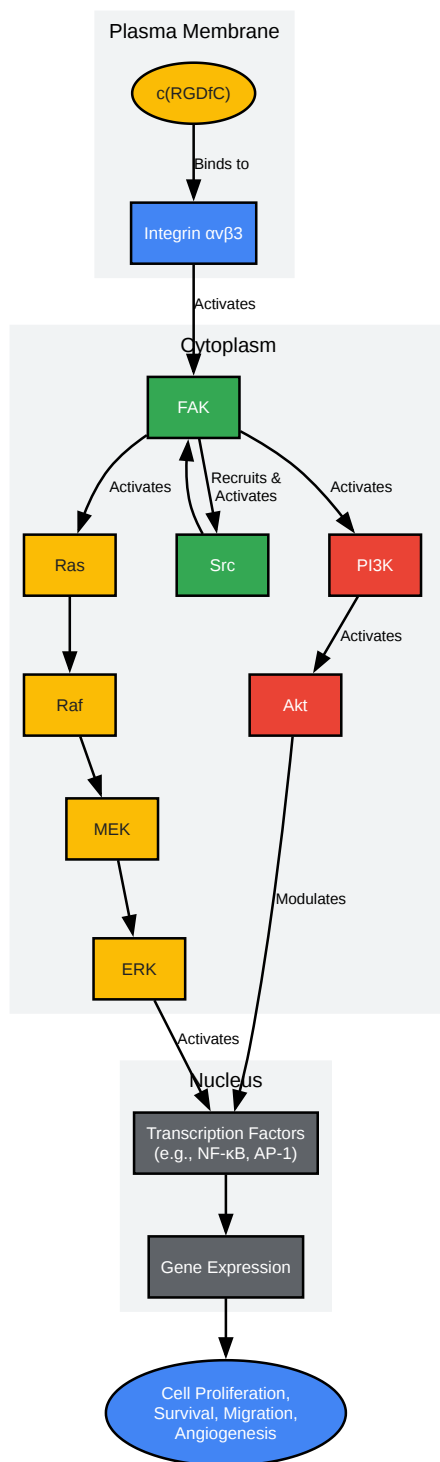 Plasma Membrane
c(RGDfC)
Binds to
Integrin αvβ3
Activates
Cytoplasm
FAK
Activates
Recruits &
Activates
Activates
Ras
Src
PI3K
Activates
Raf
Akt
MEK
Modulates
ERK
Activates
Nucleus
Transcription Factors
(e.g., NF-κB, AP-1)
Gene Expression
Cell Proliferation,
Survival, Migration,
Angiogenesis